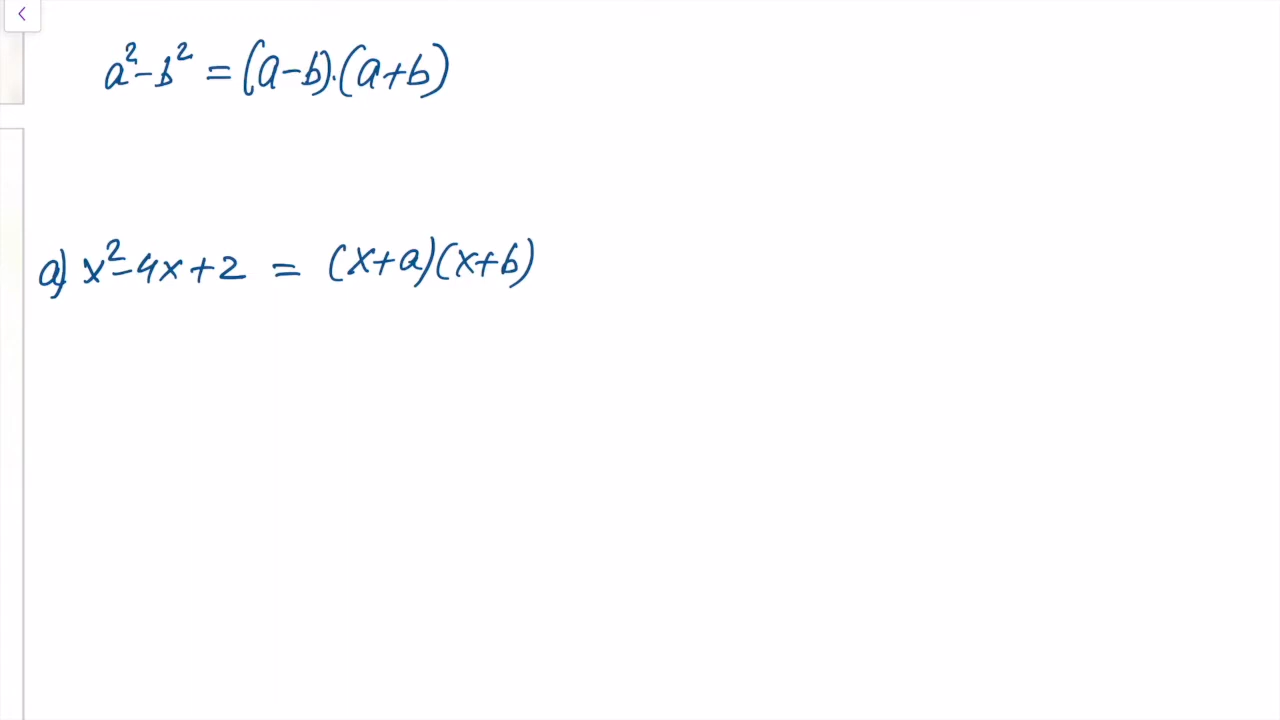 a²-b² = (a-b)·(a+b)
a) x²-4x+2 = (x+a)(x+b)